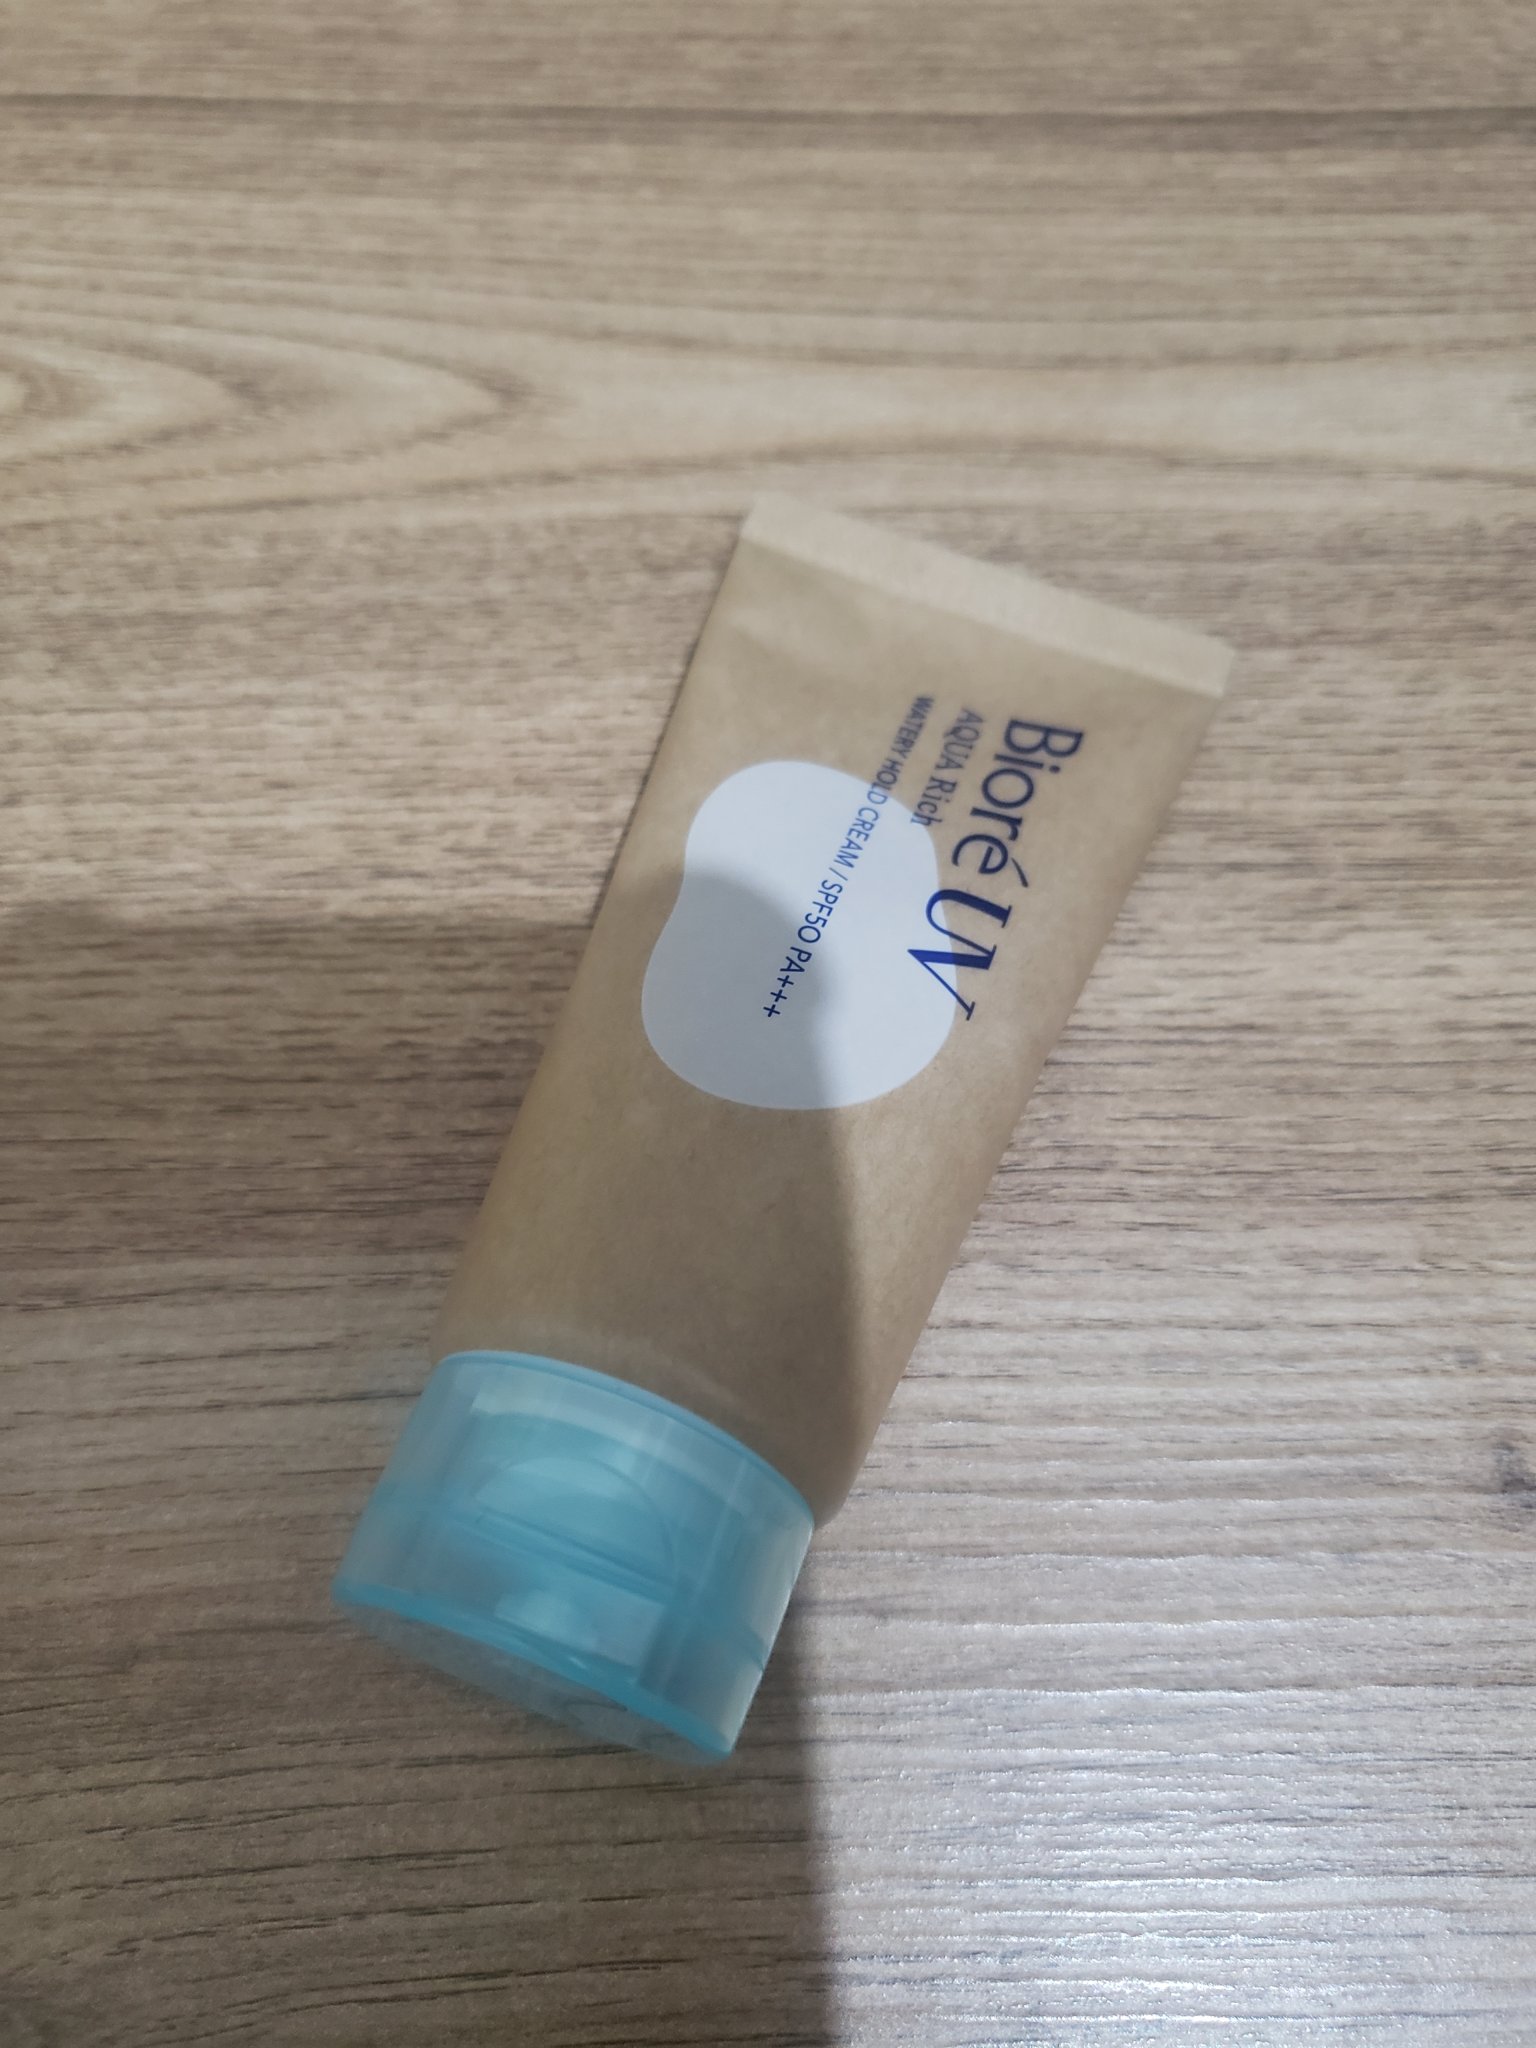 Bioré UV
AQUA Rich
WATERY HOLD CREAM / SPF50 PA+++